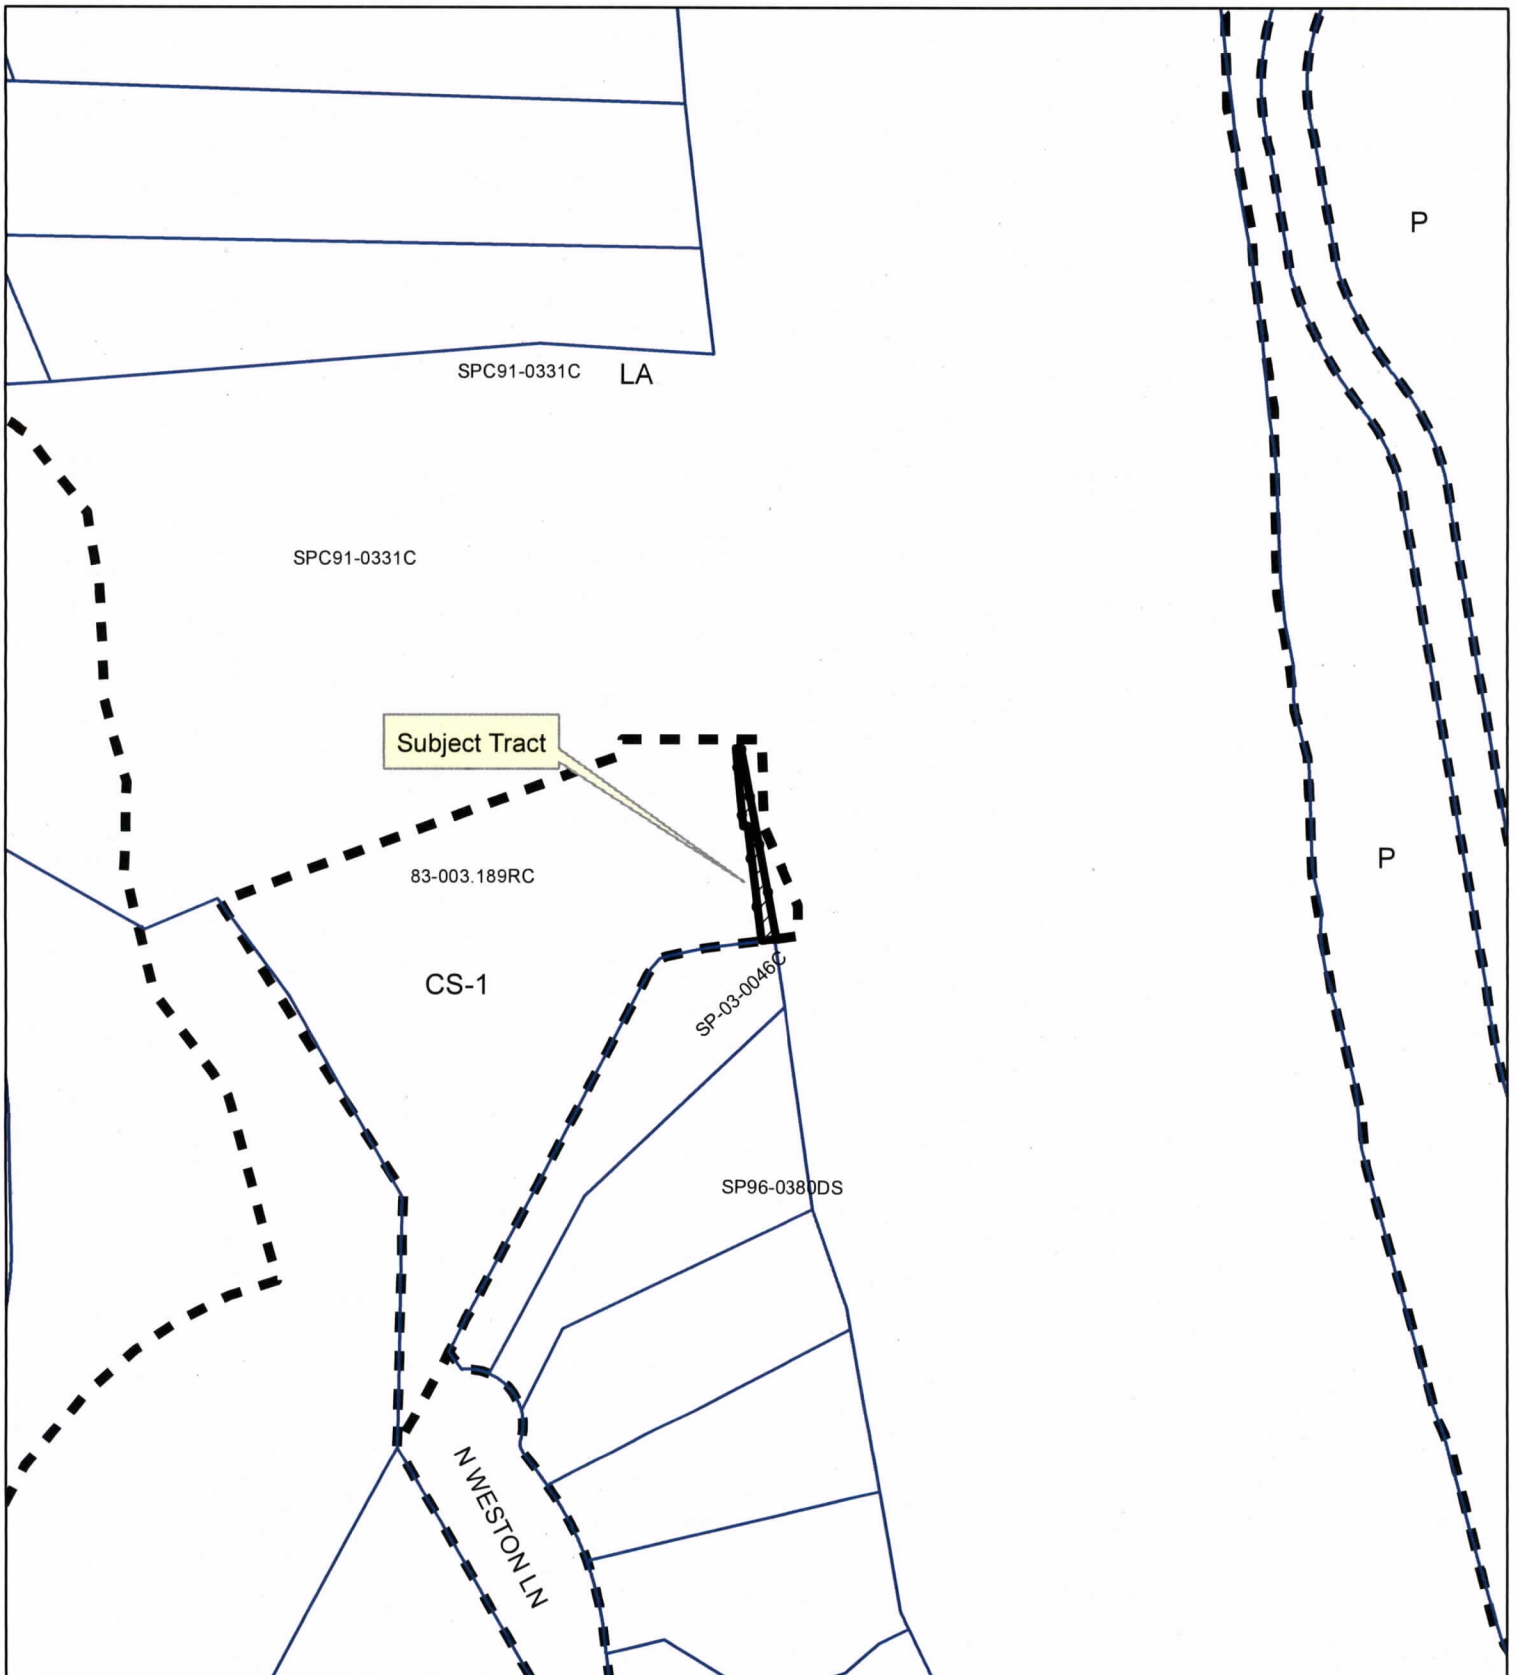 P
SPC91-0331C
LA
SPC91-0331C
Subject Tract
P
83-003.189RC
CS-1
SP-03-0046C
SP96-0380DS
N WESTON LN